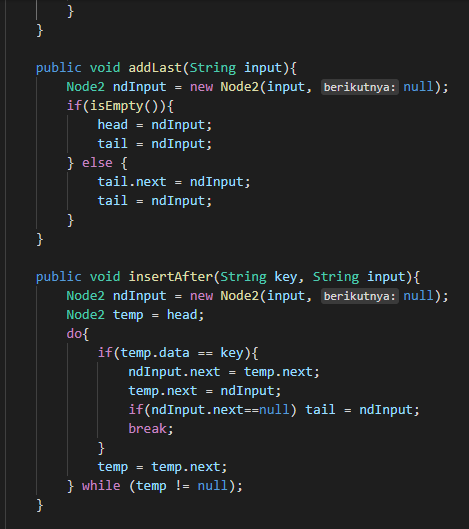 }
}
public void addLast(String input){
Node2 ndInput = new Node2(input, berikutnya: null);
if(isEmpty()){
head = ndInput;
tail = ndInput;
} else {
tail.next = ndInput;
tail = ndInput;
}
}
public void insertAfter(String key, String input){
Node2 ndInput = new Node2(input, berikutnya: null);
Node2 temp = head;
do{
if(temp.data == key){
ndInput.next = temp.next;
temp.next = ndInput;
if(ndInput.next==null) tail = ndInput;
break;
}
temp = temp.next;
} while (temp != null);
}